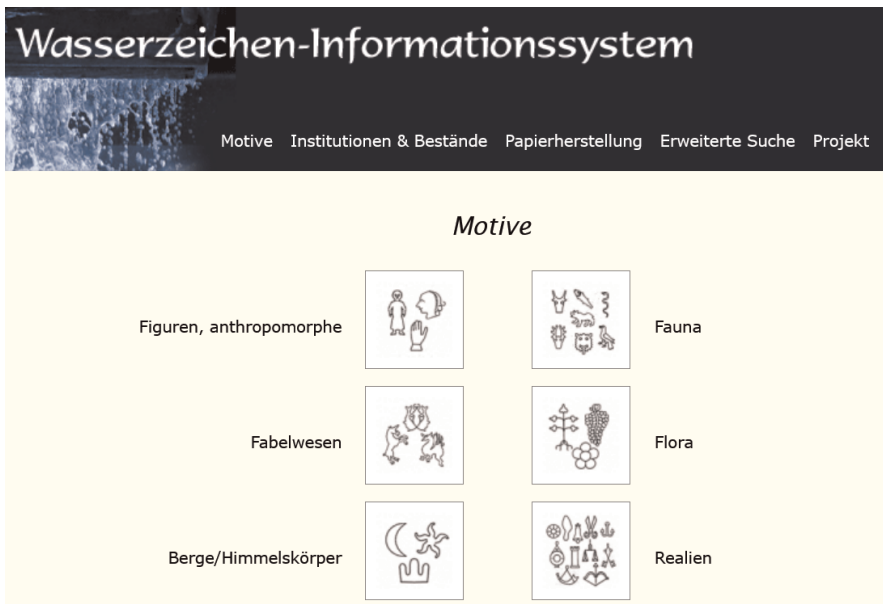 Wasserzeichen-Informationssystem
Motive Institutionen & Bestände Papierherstellung Erweiterte Suche Projekt
Motive
Figuren, anthropomorphe Fauna
Fabelwesen Flora
Berge/Himmelskörper Realien